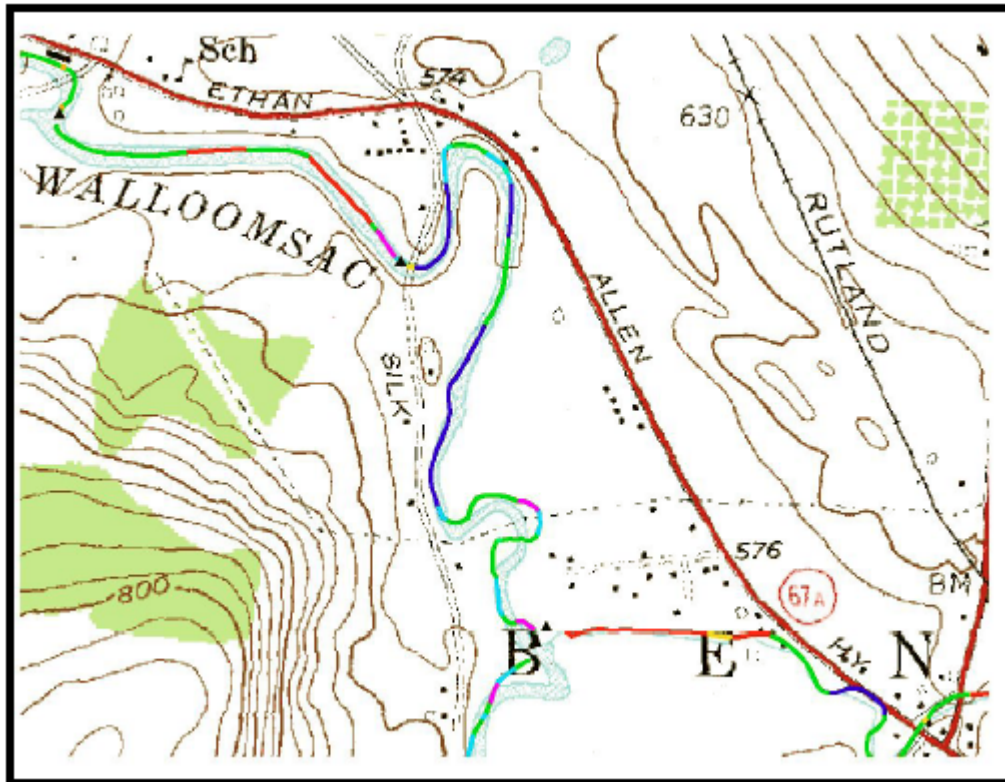 Sch
574
ETHAN
630
WALLOOMSAC
RUTLAND
ALLEN
SILK
576
800
67A
BM
B E N
HY.